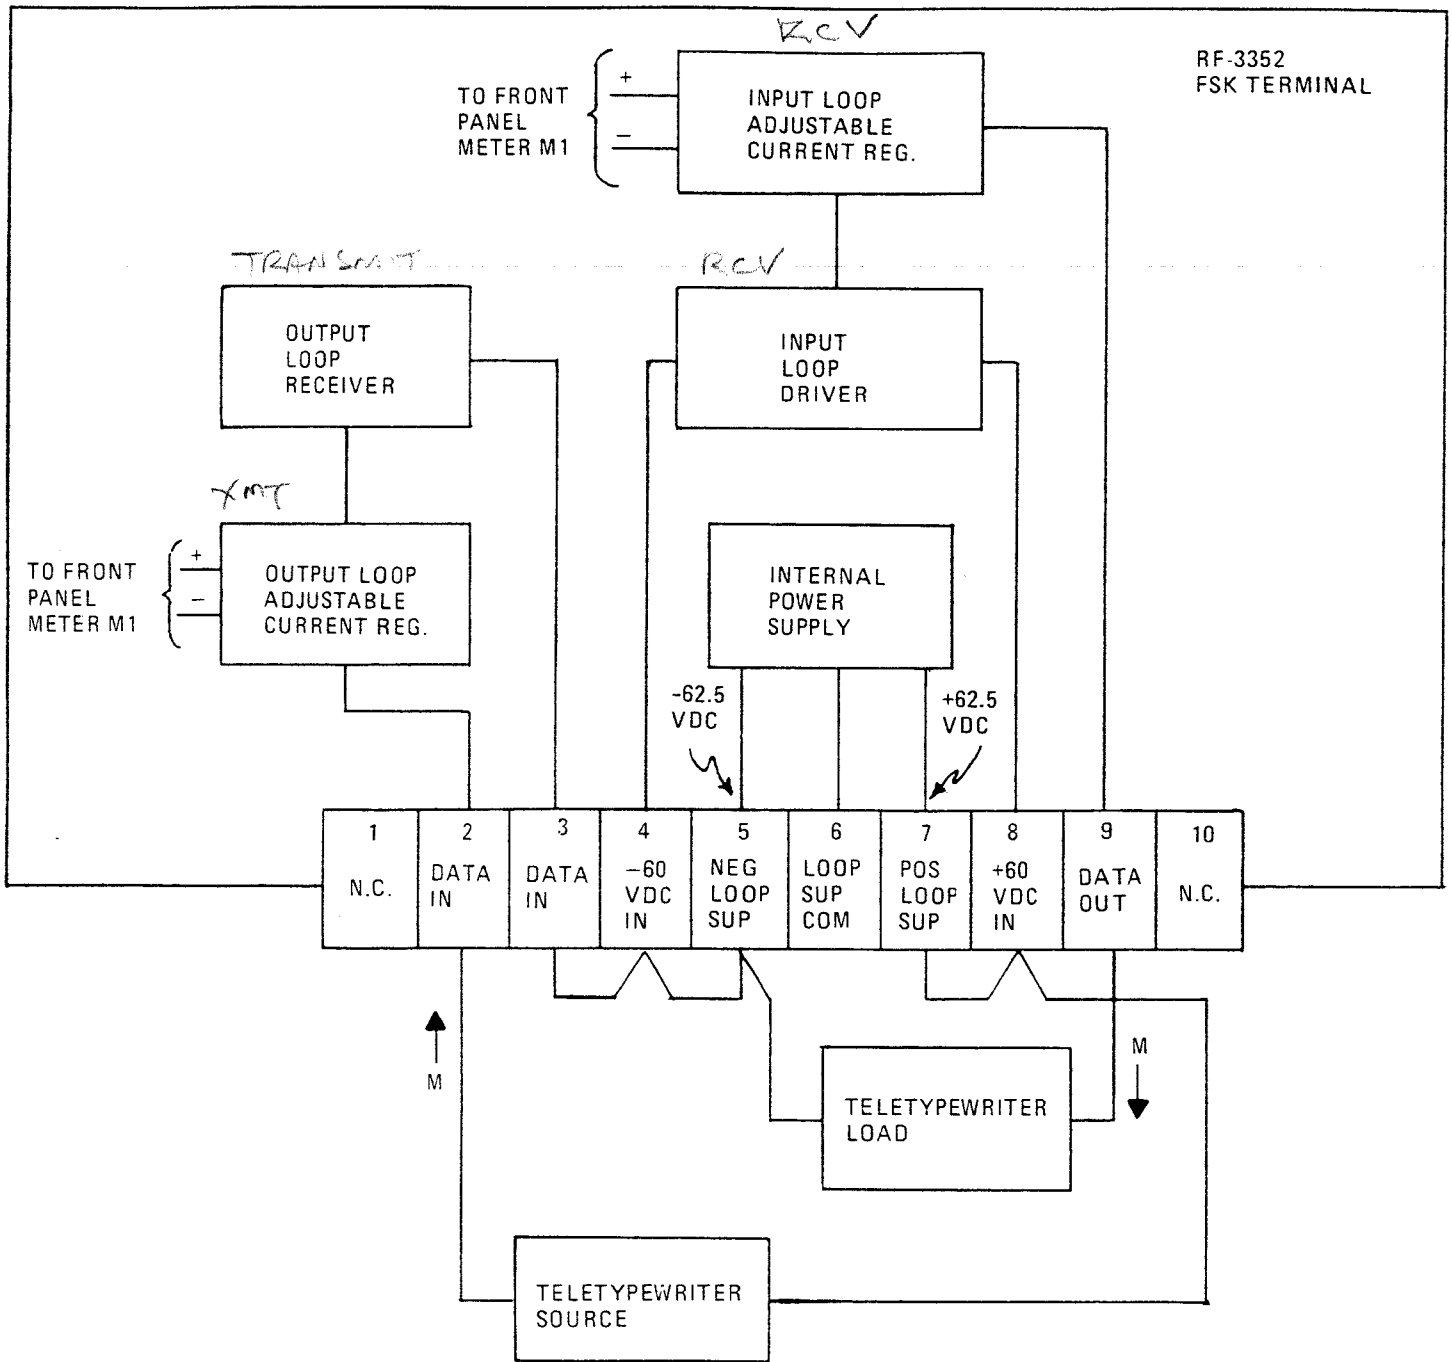 RCV
RF-3352
FSK TERMINAL
TO FRONT
PANEL
METER M1
+
−
INPUT LOOP
ADJUSTABLE
CURRENT REG.
TRANSMIT
RCV
OUTPUT
LOOP
RECEIVER
INPUT
LOOP
DRIVER
XMT
TO FRONT
PANEL
METER M1
+
−
OUTPUT LOOP
ADJUSTABLE
CURRENT REG.
INTERNAL
POWER
SUPPLY
-62.5
VDC
+62.5
VDC
1
N.C.
2
DATA
IN
3
DATA
IN
4
−60
VDC
IN
5
NEG
LOOP
SUP
6
LOOP
SUP
COM
7
POS
LOOP
SUP
8
+60
VDC
IN
9
DATA
OUT
10
N.C.
M
M
TELETYPEWRITER
LOAD
TELETYPEWRITER
SOURCE